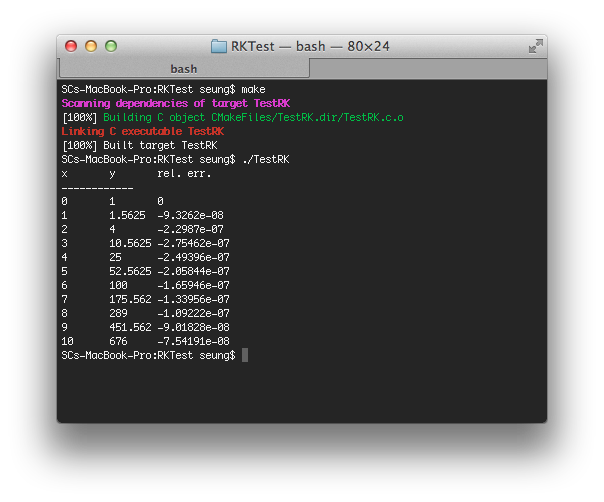 RKTest — bash — 80×24
bash
SCs-MacBook-Pro:RKTest seung$ make
Scanning dependencies of target TestRK
[100%] Building C object CMakeFiles/TestRK.dir/TestRK.c.o
Linking C executable TestRK
[100%] Built target TestRK
SCs-MacBook-Pro:RKTest seung$ ./TestRK
x y rel. err.
------------
0 1 0
1 1.5625 -9.3262e-08
2 4 -2.2987e-07
3 10.5625 -2.75462e-07
4 25 -2.49396e-07
5 52.5625 -2.05844e-07
6 100 -1.65946e-07
7 175.562 -1.33956e-07
8 289 -1.09222e-07
9 451.562 -9.01828e-08
10 676 -7.54191e-08
SCs-MacBook-Pro:RKTest seung$